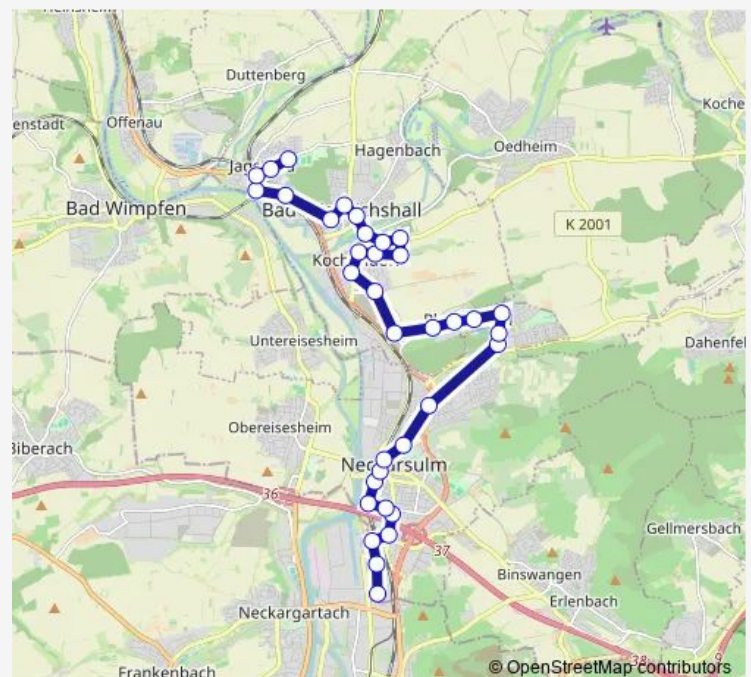 Duttenberg
Koche
Offenau
enstadt
Hagenbach
Oedheim
Bad Wimpfen
K 2001
Untereisesheim
Dahenfel
Obereisesheim
Biberach
36
Gellmersbach
37
Binswangen
Erlenbach
Neckargartach
38
Frankenbach
© OpenStreetMap contributors